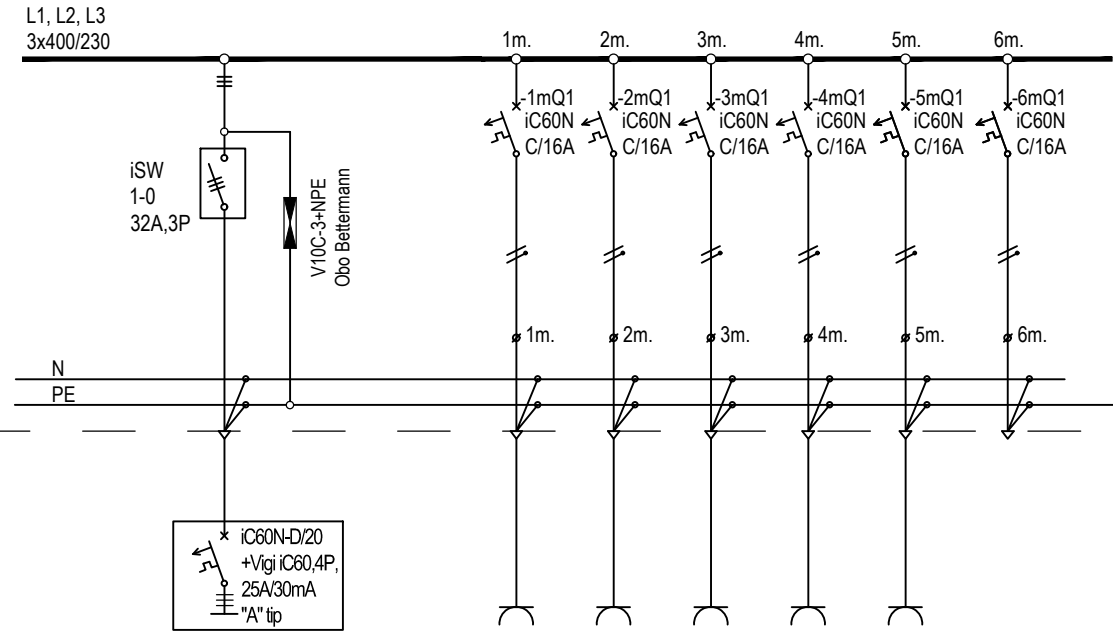 L1, L2, L3
3x400/230
1m.
2m.
3m.
4m.
5m.
6m.
-1mQ1
iC60N
C/16A
-2mQ1
iC60N
C/16A
-3mQ1
iC60N
C/16A
-4mQ1
iC60N
C/16A
-5mQ1
iC60N
C/16A
-6mQ1
iC60N
C/16A
iSW
1-0
32A,3P
V10C-3+NPE
Obo Bettermann
1m.
2m.
3m.
4m.
5m.
6m.
N
PE
iC60N-D/20
+Vigi iC60,4P,
25A/30mA
"A" tip